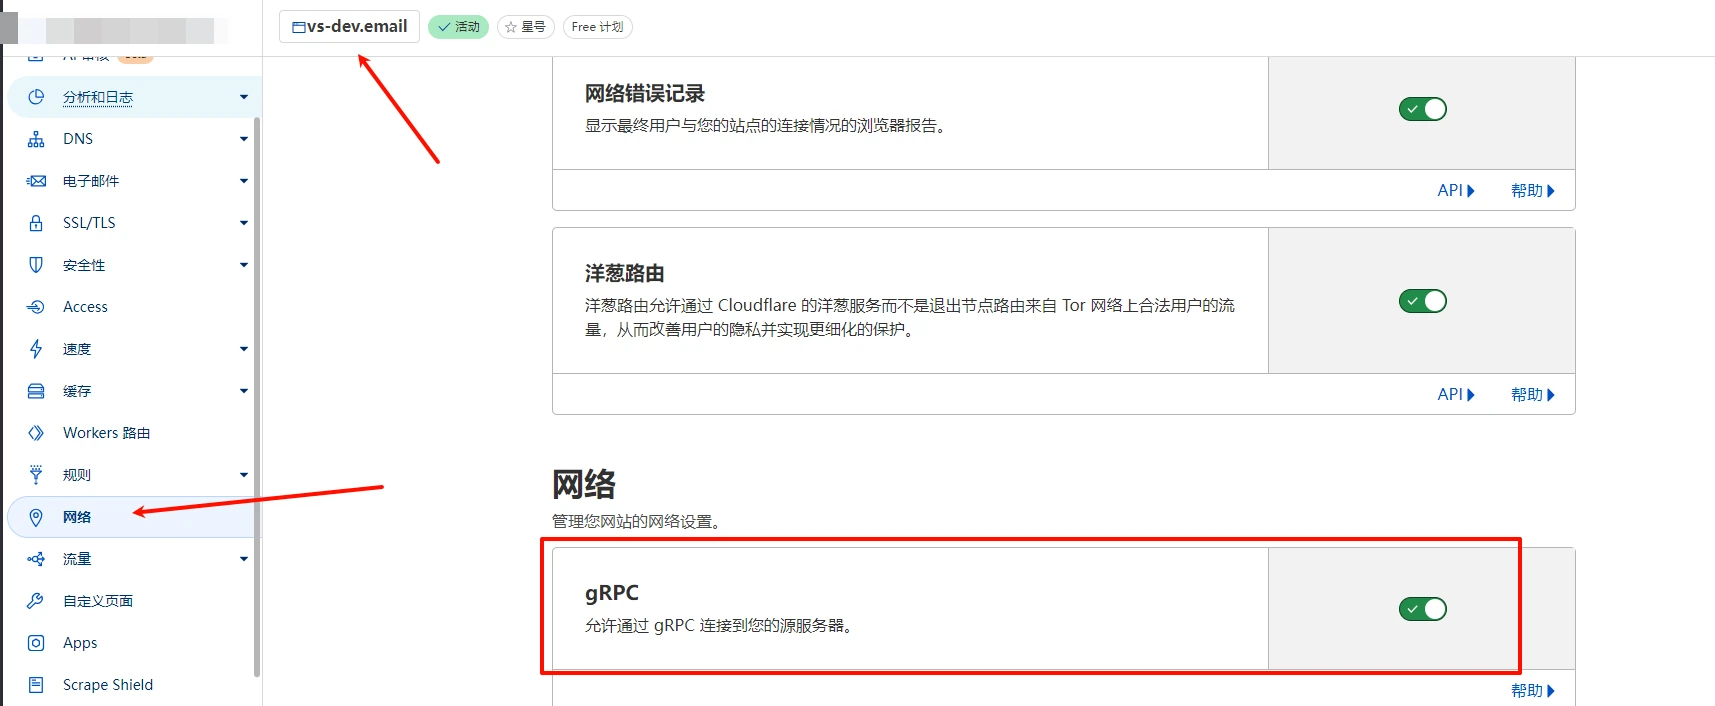 vs-dev.email
活动
星号
Free 计划
分析和日志
DNS
电子邮件
SSL/TLS
安全性
Access
速度
缓存
Workers 路由
规则
网络
流量
自定义页面
Apps
Scrape Shield
网络错误记录
显示最终用户与您的站点的连接情况的浏览器报告。
API
帮助
洋葱路由
洋葱路由允许通过 Cloudflare 的洋葱服务而不是退出节点路由来自 Tor 网络上合法用户的流
量，从而改善用户的隐私并实现更细化的保护。
API
帮助
网络
管理您网站的网络设置。
gRPC
允许通过 gRPC 连接到您的源服务器。
帮助